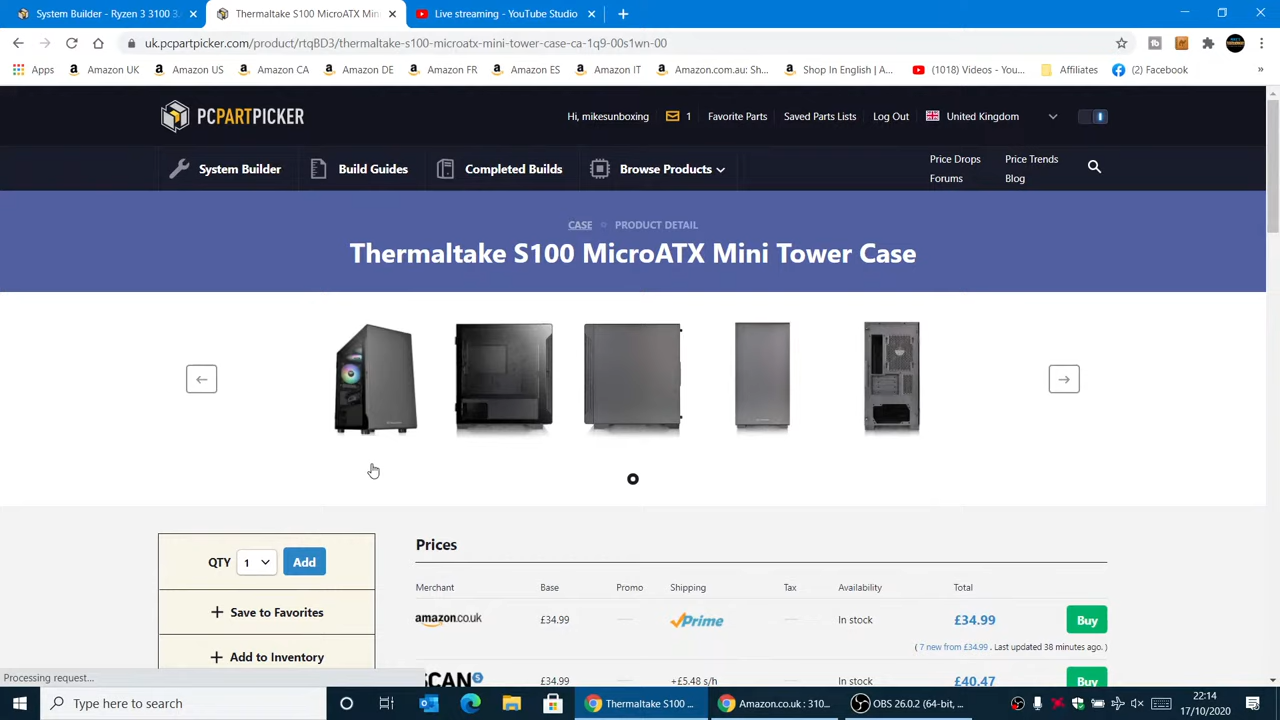 System Builder - Ryzen 3 3100 3.
Thermaltake S100 MicroATX Mini
Live streaming - YouTube Studio
uk.pcpartpicker.com/product/rtqBD3/thermaltake-s100-microatx-mini-tower-case-ca-1q9-00s1wn-00
Apps
Amazon UK
Amazon US
Amazon CA
Amazon DE
Amazon FR
Amazon ES
Amazon IT
Amazon.com.au: Sh...
Shop In English | A...
(1018) Videos - You...
Affiliates
(2) Facebook
»
PCPARTPICKER
Hi, mikesunboxing
1
Favorite Parts
Saved Parts Lists
Log Out
United Kingdom
System Builder
Build Guides
Completed Builds
Browse Products
Price Drops
Price Trends
Forums
Blog
CASE
PRODUCT DETAIL
Thermaltake S100 MicroATX Mini Tower Case
QTY 1 Add
+ Save to Favorites
+ Add to Inventory
Prices
Merchant Base Promo Shipping Tax Availability Total
amazon.co.uk £34.99 Prime In stock £34.99 Buy
( 7 new from £34.99 . Last updated 38 minutes ago. )
SCAN £34.99 +£5.48 s/h In stock £40.47 Buy
Processing request...
Type here to search
Thermaltake S100 ...
Amazon.co.uk : 310...
OBS 26.0.2 (64-bit, ...
22:14
17/10/2020